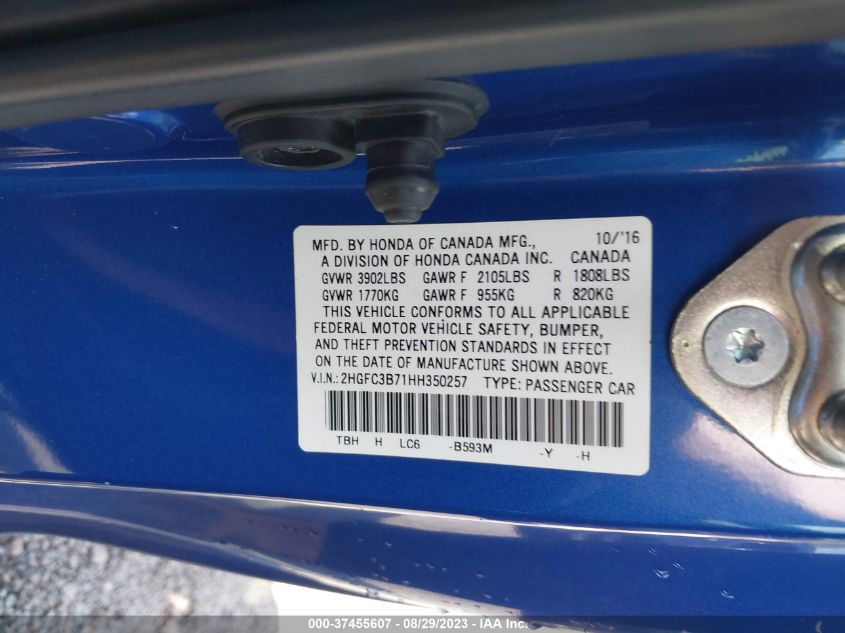 MFD. BY HONDA OF CANADA MFG., 10/'16
A DIVISION OF HONDA CANADA INC. CANADA
GVWR 3902LBS GAWR F 2105LBS R 1808LBS
GVWR 1770KG GAWR F 955KG R 820KG
THIS VEHICLE CONFORMS TO ALL APPLICABLE
FEDERAL MOTOR VEHICLE SAFETY, BUMPER,
AND THEFT PREVENTION STANDARDS IN EFFECT
ON THE DATE OF MANUFACTURE SHOWN ABOVE.
V.I.N.: 2HGFC3B71HH350257 TYPE: PASSENGER CAR
TBH H LC6 -B593M -Y -H
000-37455607 - 08/29/2023 - IAA Inc.